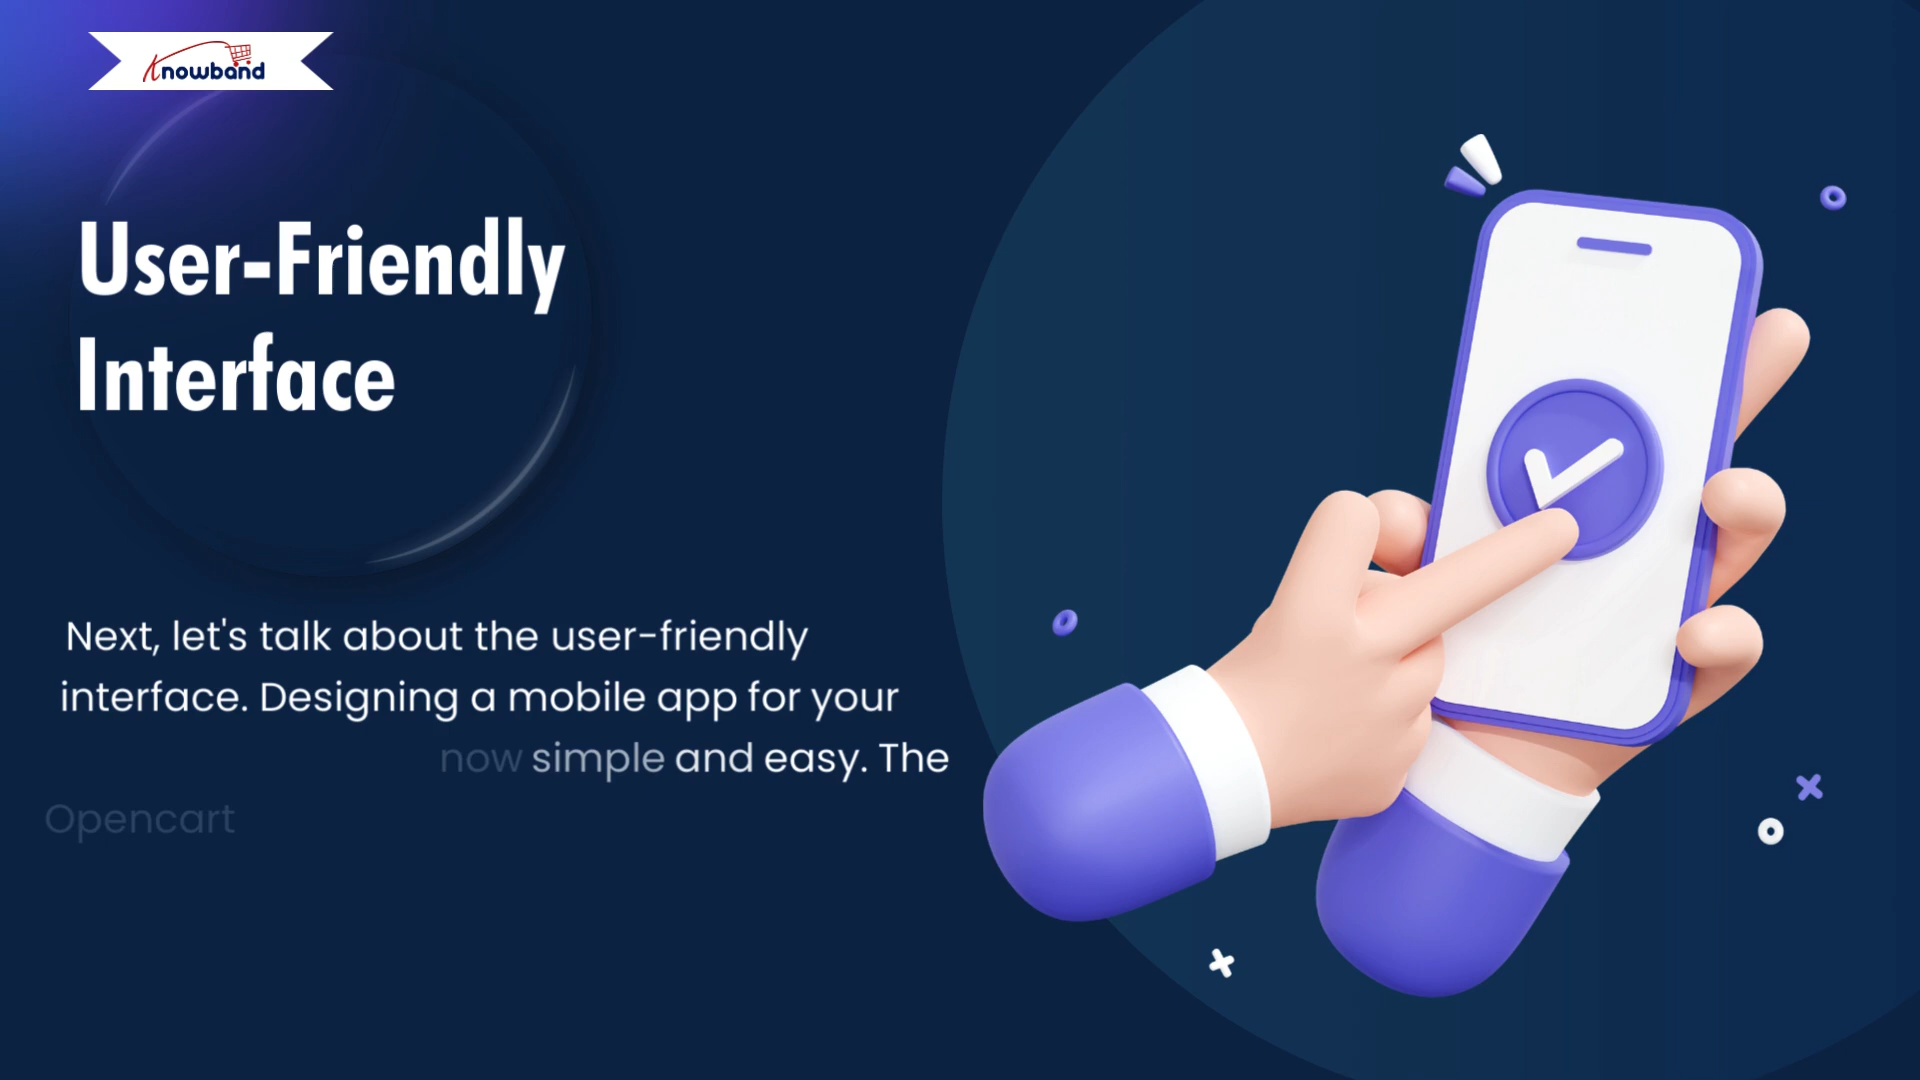 Knowband
User-Friendly
Interface
Next, let's talk about the user-friendly
interface. Designing a mobile app for your
now simple and easy. The
Opencart